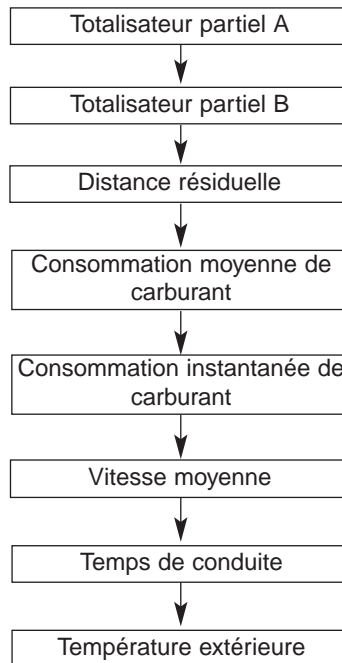 Totalisateur partiel A
Totalisateur partiel B
Distance résiduelle
Consommation moyenne de
carburant
Consommation instantanée de
carburant
Vitesse moyenne
Temps de conduite
Température extérieure